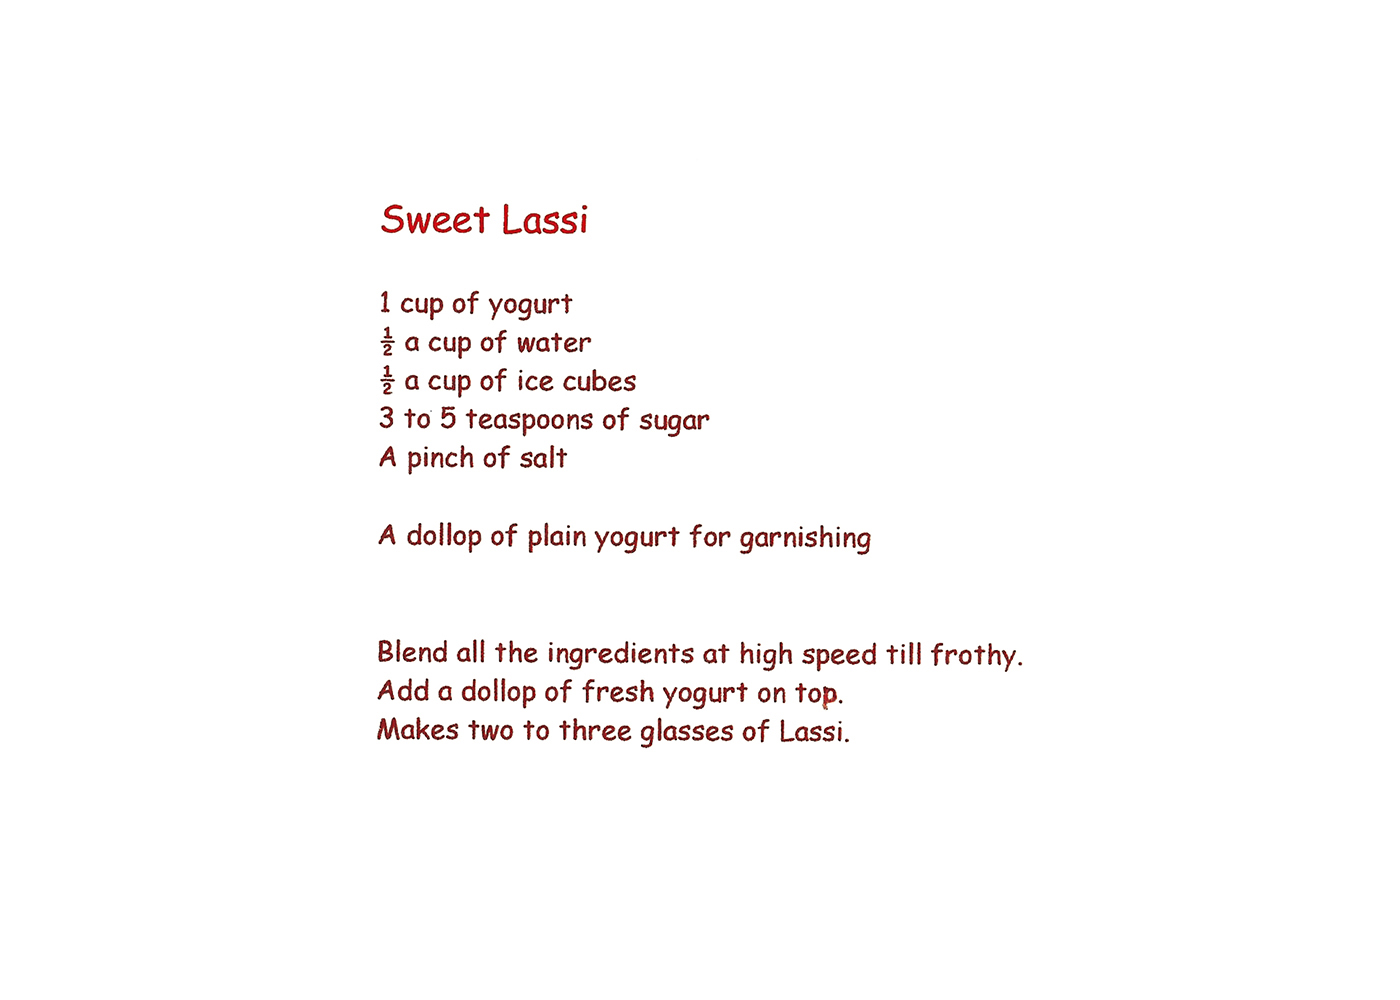 Sweet Lassi
1 cup of yogurt
½ a cup of water
½ a cup of ice cubes
3 to 5 teaspoons of sugar
A pinch of salt
A dollop of plain yogurt for garnishing
Blend all the ingredients at high speed till frothy.
Add a dollop of fresh yogurt on top.
Makes two to three glasses of Lassi.